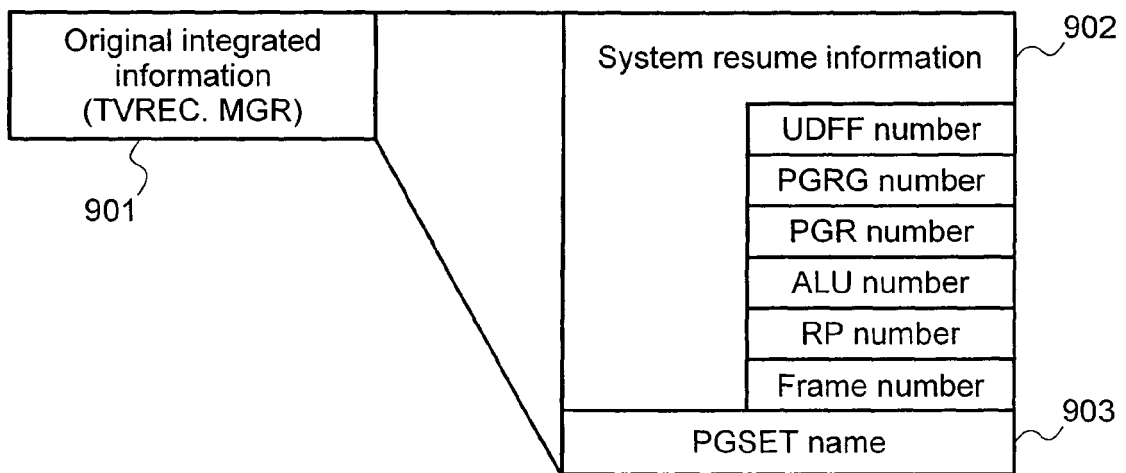 Original integrated
information
(TVREC. MGR)
901
System resume information
902
UDFF number
PGRG number
PGR number
ALU number
RP number
Frame number
PGSET name
903